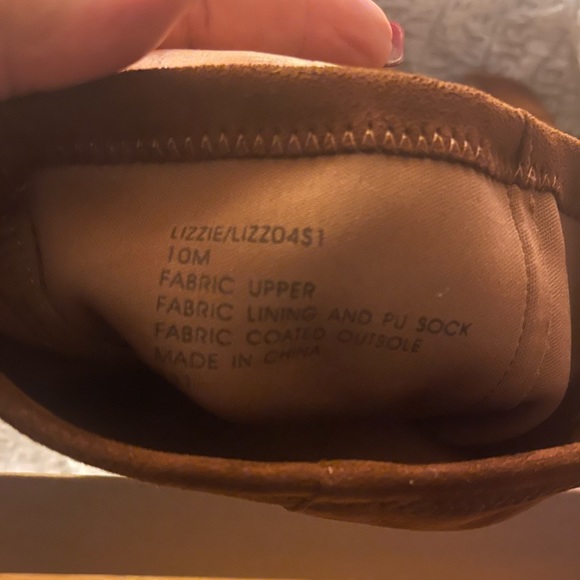 LIZZIE/LIZZ04S1
10M
FABRIC UPPER
FABRIC LINING AND PU SOCK
FABRIC COATED OUTSOLE
MADE IN CHINA